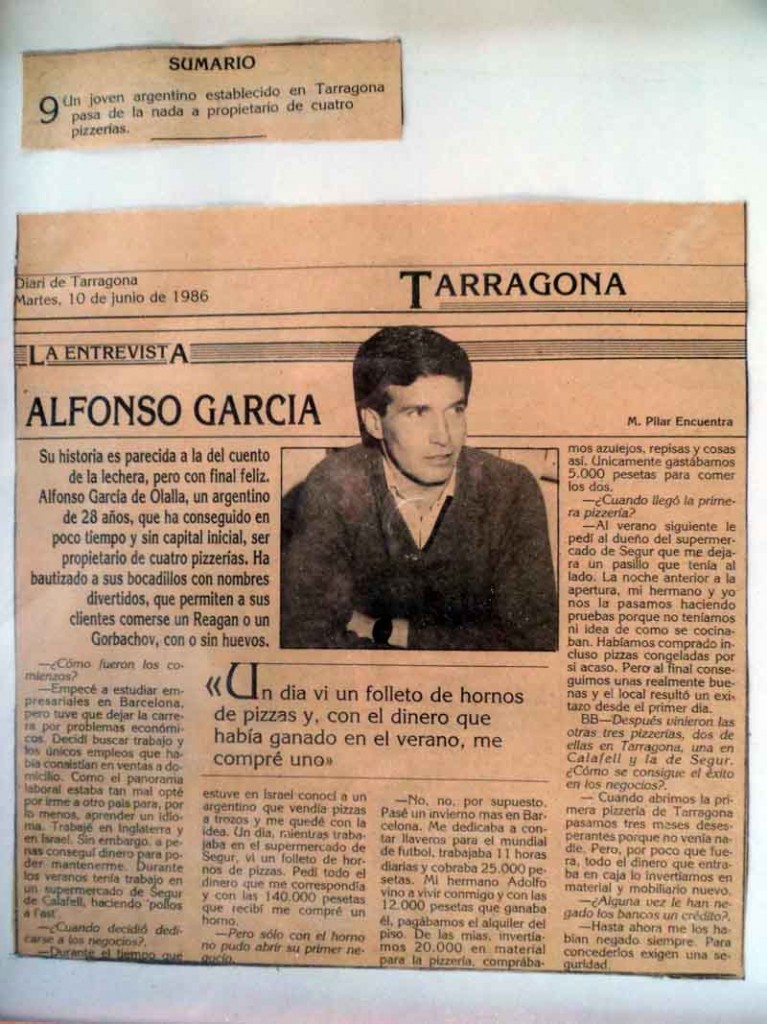 SUMARIO
9 Un joven argentino establecido en Tarragona
pasa de la nada a propietario de cuatro
pizzerías.
Diari de Tarragona
Martes, 10 de junio de 1986
TARRAGONA
LA ENTREVISTA
ALFONSO GARCIA
M. Pilar Encuentra
Su historia es parecida a la del cuento
de la lechera, pero con final feliz.
Alfonso García de Olalla, un argentino
de 28 años, que ha conseguido en
poco tiempo y sin capital inicial, ser
propietario de cuatro pizzerías. Ha
bautizado a sus bocadillos con nombres
divertidos, que permiten a sus
clientes comerse un Reagan o un
Gorbachov, con o sin huevos.
«Un dia vi un folleto de hornos
de pizzas y, con el dinero que
había ganado en el verano, me
compré uno»
—¿Cómo fueron los co-
mienzos?
—Empecé a estudiar em-
presariales en Barcelona,
pero tuve que dejar la carre-
ra por problemas económi-
cos. Decidí buscar trabajo y
los únicos empleos que ha-
bía consistían en ventas a do-
micilio. Como el panorama
laboral estaba tan mal opté
por irme a otro país para, por
lo menos, aprender un idio-
ma. Trabajé en Inglaterra y
en Israel. Sin embargo, a pe-
nas conseguí dinero para po-
der mantenerme. Durante
los veranos tenía trabajo en
un supermercado de Segur
de Calafell, haciendo 'pollos
a l'ast'.
—¿Cuando decidió dedi-
carse a los negocios?.
—Durante el tiempo que
estuve en Israel conocí a un
argentino que vendía pizzas
a trozos y me quedé con la
idea. Un día, mientras traba-
jaba en el supermercado de
Segur, vi un folleto de hor-
nos de pizzas. Pedí todo el
dinero que me correspondía
y con las 140.000 pesetas
que recibí me compré un
horno.
—Pero sólo con el horno
no pudo abrir su primer ne-
gocio.
—No, no, por supuesto.
Pasé un invierno mas en Bar-
celona. Me dedicaba a con-
tar llaveros para el mundial
de futbol, trabajaba 11 horas
diarias y cobraba 25.000 pe-
setas. Mi hermano Adolfo
vino a vivir conmigo y con las
12.000 pesetas que ganaba
él, pagábamos el alquiler del
piso. De las mías, invertía-
mos 20.000 en material
para la pizzería, comprába-
mos azulejos, repisas y cosas
así. Unicamente gastábamos
5.000 pesetas para comer
los dos.
—¿Cuando llegó la prime-
ra pizzería?
—Al verano siguiente le
pedí al dueño del supermer-
cado de Segur que me deja-
ra un pasillo que tenía al
lado. La noche anterior a la
apertura, mi hermano y yo
nos la pasamos haciendo
pruebas porque no teníamos
ni idea de como se cocina-
ban. Habíamos comprado in-
cluso pizzas congeladas por
si acaso. Pero al final conse-
guimos unas realmente bue-
nas y el local resultó un exi-
tazo desde el primer día.
BB—Después vinieron las
otras tres pizzerías, dos de
ellas en Tarragona, una en
Calafell y la de Segur.
¿Cómo se consigue el éxito
en los negocios?.
— Cuando abrimos la pri-
mera pizzería de Tarragona
pasamos tres meses deses-
perantes porque no venía na-
die. Pero, por poco que fue-
ra, todo el dinero que entra-
ba en caja lo invertíamos en
material y mobiliario nuevo.
—¿Alguna vez le han ne-
gado los bancos un crédito?.
—Hasta ahora me los ha-
bían negado siempre. Para
concederlos exigen una se-
guridad.